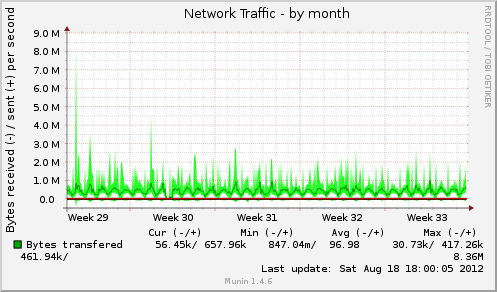 Network Traffic - by month
RRDTOOL / TOBI OETIKER
Bytes received (-) / sent (+) per second
9.0 M
8.0 M
7.0 M
6.0 M
5.0 M
4.0 M
3.0 M
2.0 M
1.0 M
0.0
Week 29 Week 30 Week 31 Week 32 Week 33
Cur (-/+) Min (-/+) Avg (-/+) Max (-/+)
Bytes transfered 56.45k/ 657.96k 847.04m/ 96.98 30.73k/ 417.26k
461.94k/ 8.36M
Last update: Sat Aug 18 18:00:05 2012
Munin 1.4.6